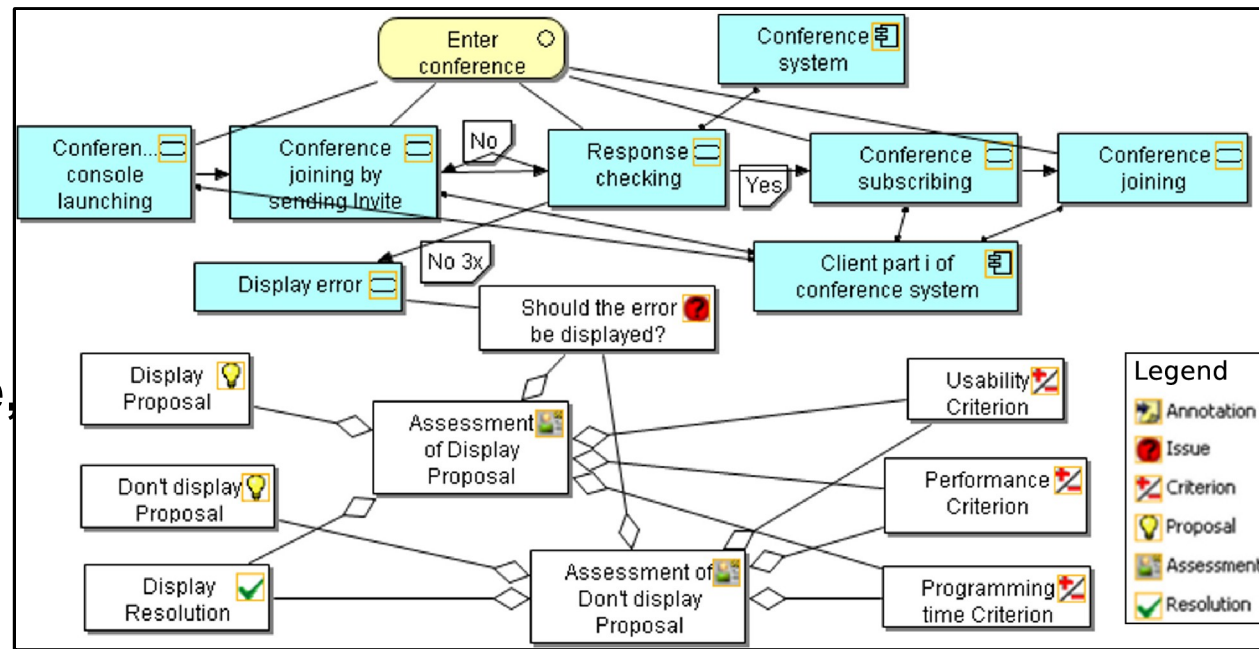 Enter
conference
Conference
system
Conferen...
console
launching
Conference
joining by
sending Invite
No
Response
checking
Yes
Conference
subscribing
Conference
joining
No 3x
Display error
Client part i of
conference system
Should the error
be displayed?
Display
Proposal
Assessment
of Display
Proposal
Usability
Criterion
Don't display
Proposal
Performance
Criterion
Display
Resolution
Assessment of
Don't display
Proposal
Programming
time Criterion
Legend
Annotation
Issue
Criterion
Proposal
Assessment
Resolution